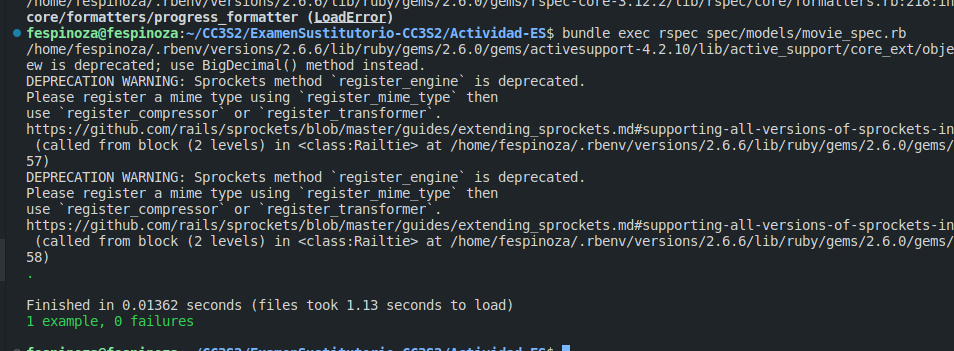 /home/fespinoza/.rbenv/versions/2.6.6/lib/ruby/gems/2.6.0/gems/rspec-core-3.12.2/lib/rspec/core/formatters.rb:218:in
core/formatters/progress_formatter (LoadError)
fespinoza@fespinoza:~/CC3S2/ExamenSustitutorio-CC3S2/Actividad-ES$ bundle exec rspec spec/models/movie_spec.rb
/home/fespinoza/.rbenv/versions/2.6.6/lib/ruby/gems/2.6.0/gems/activesupport-4.2.10/lib/active_support/core_ext/obje
ew is deprecated; use BigDecimal() method instead.
DEPRECATION WARNING: Sprockets method `register_engine` is deprecated.
Please register a mime type using `register_mime_type` then
use `register_compressor` or `register_transformer`.
https://github.com/rails/sprockets/blob/master/guides/extending_sprockets.md#supporting-all-versions-of-sprockets-in
(called from block (2 levels) in <class:Railtie> at /home/fespinoza/.rbenv/versions/2.6.6/lib/ruby/gems/2.6.0/gems/
57)
DEPRECATION WARNING: Sprockets method `register_engine` is deprecated.
Please register a mime type using `register_mime_type` then
use `register_compressor` or `register_transformer`.
https://github.com/rails/sprockets/blob/master/guides/extending_sprockets.md#supporting-all-versions-of-sprockets-in
(called from block (2 levels) in <class:Railtie> at /home/fespinoza/.rbenv/versions/2.6.6/lib/ruby/gems/2.6.0/gems/
58)
.
Finished in 0.01362 seconds (files took 1.13 seconds to load)
1 example, 0 failures
fespinoza@fespinoza:~/CC3S2/ExamenSustitutorio-CC3S2/Actividad-ES$